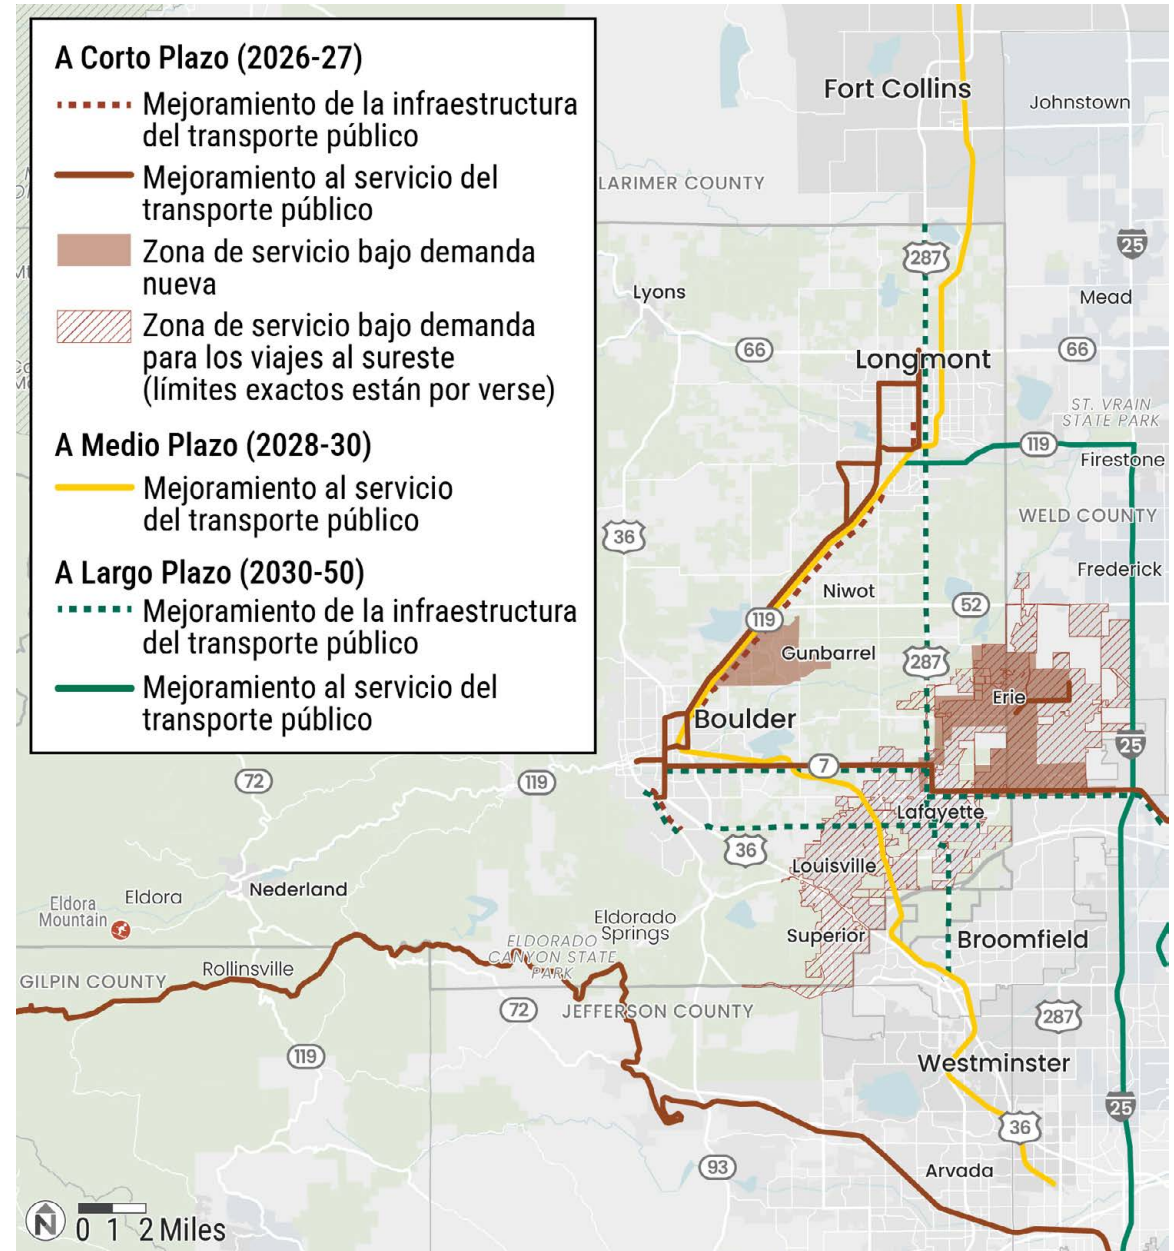 A Corto Plazo (2026-27)
Mejoramiento de la infraestructura
del transporte público
Mejoramiento al servicio del
transporte público
Zona de servicio bajo demanda
nueva
Zona de servicio bajo demanda
para los viajes al sureste
(límites exactos están por verse)
A Medio Plazo (2028-30)
Mejoramiento al servicio
del transporte público
A Largo Plazo (2030-50)
Mejoramiento de la infraestructura
del transporte público
Mejoramiento al servicio del
transporte público
Fort Collins
Johnstown
LARIMER COUNTY
25
287
Lyons
Mead
66
Longmont
66
ST. VRAIN
STATE PARK
119
Firestone
WELD COUNTY
36
Frederick
Niwot
52
119
Gunbarrel
287
Erie
Boulder
25
7
72
119
Lafayette
36
Louisville
Nederland
Eldora
Eldora
Mountain
Eldorado
Springs
Superior
Broomfield
ELDORADO
CANYON STATE
PARK
Rollinsville
GILPIN COUNTY
72
JEFFERSON COUNTY
287
119
Westminster
25
36
93
Arvada
N
0 1 2 Miles